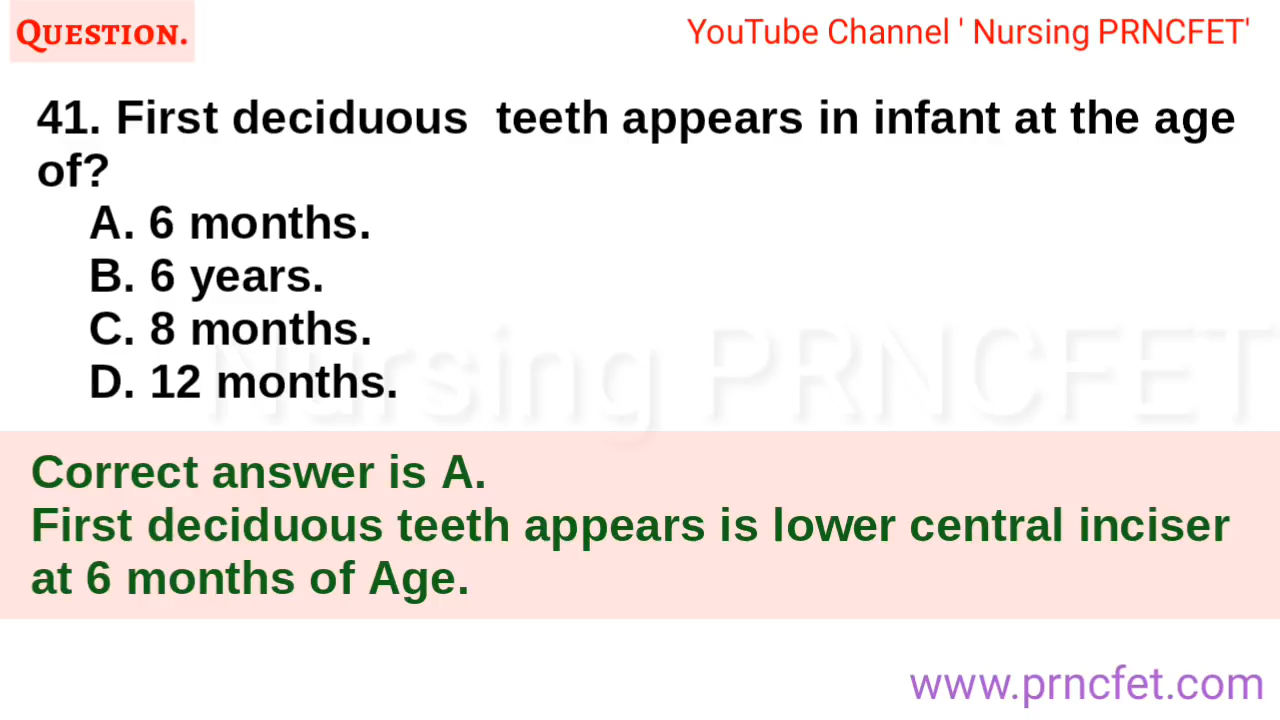 QUESTION.
YouTube Channel ' Nursing PRNCFET'
41. First deciduous teeth appears in infant at the age
of?
A. 6 months.
B. 6 years.
C. 8 months.
D. 12 months.
Nursing PRNCFET
Correct answer is A.
First deciduous teeth appears is lower central inciser
at 6 months of Age.
www.prncfet.com